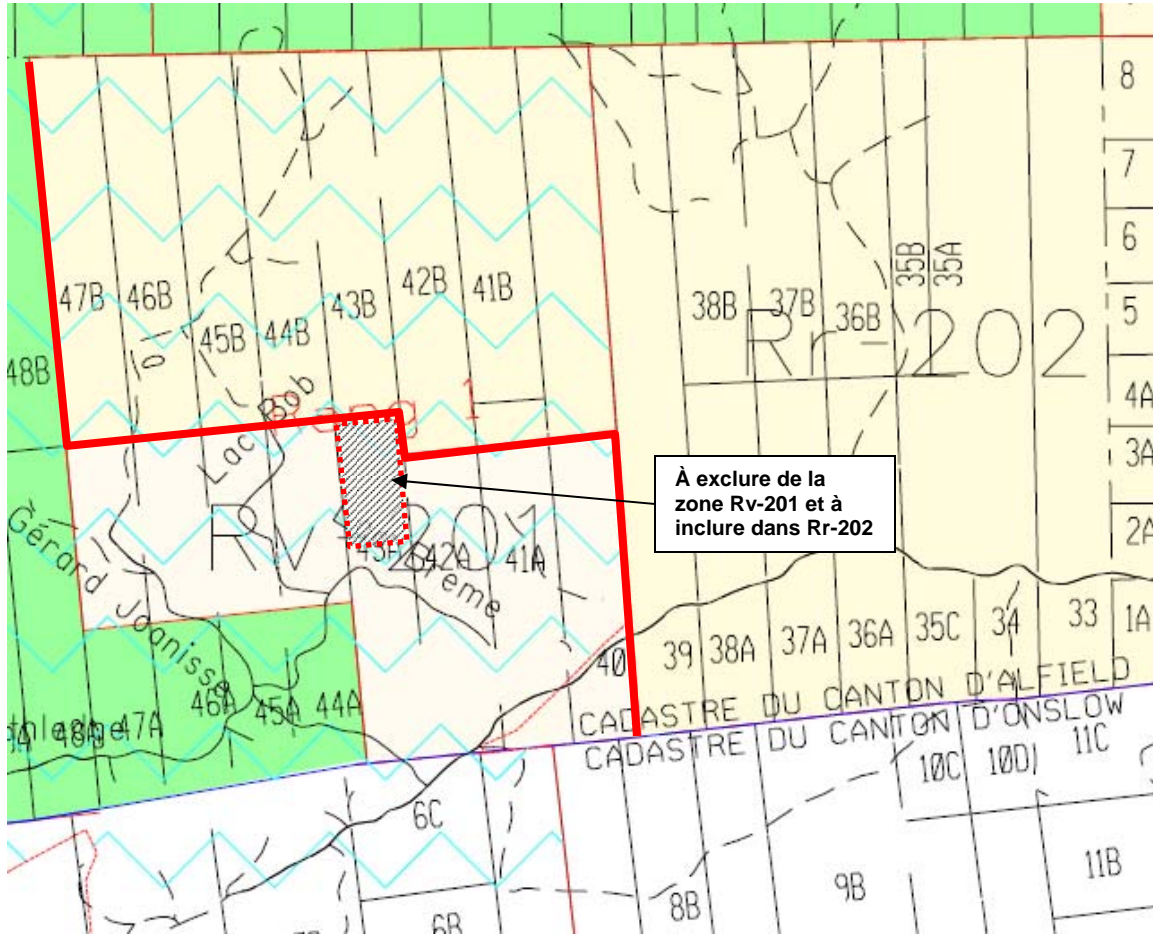 8
7
6
5
4A
3A
2A
1A
35B
35A
47B
46B
45B
44B
43B
42B
41B
38B
37B
36B
Rr-202
48B
Lac Bob
Rang 1
À exclure de la
zone Rv-201 et à
inclure dans Rr-202
Rv-201
43A
42A
41A
Gérard Joanisse
40
39
38A
37A
36A
35C
34
33
48A
47A
46A
45A
44A
CADASTRE DU CANTON D'ALFIELD
CADASTRE DU CANTON D'ONSLOW
10C
10D
11C
6C
11B
9B
8B
6B